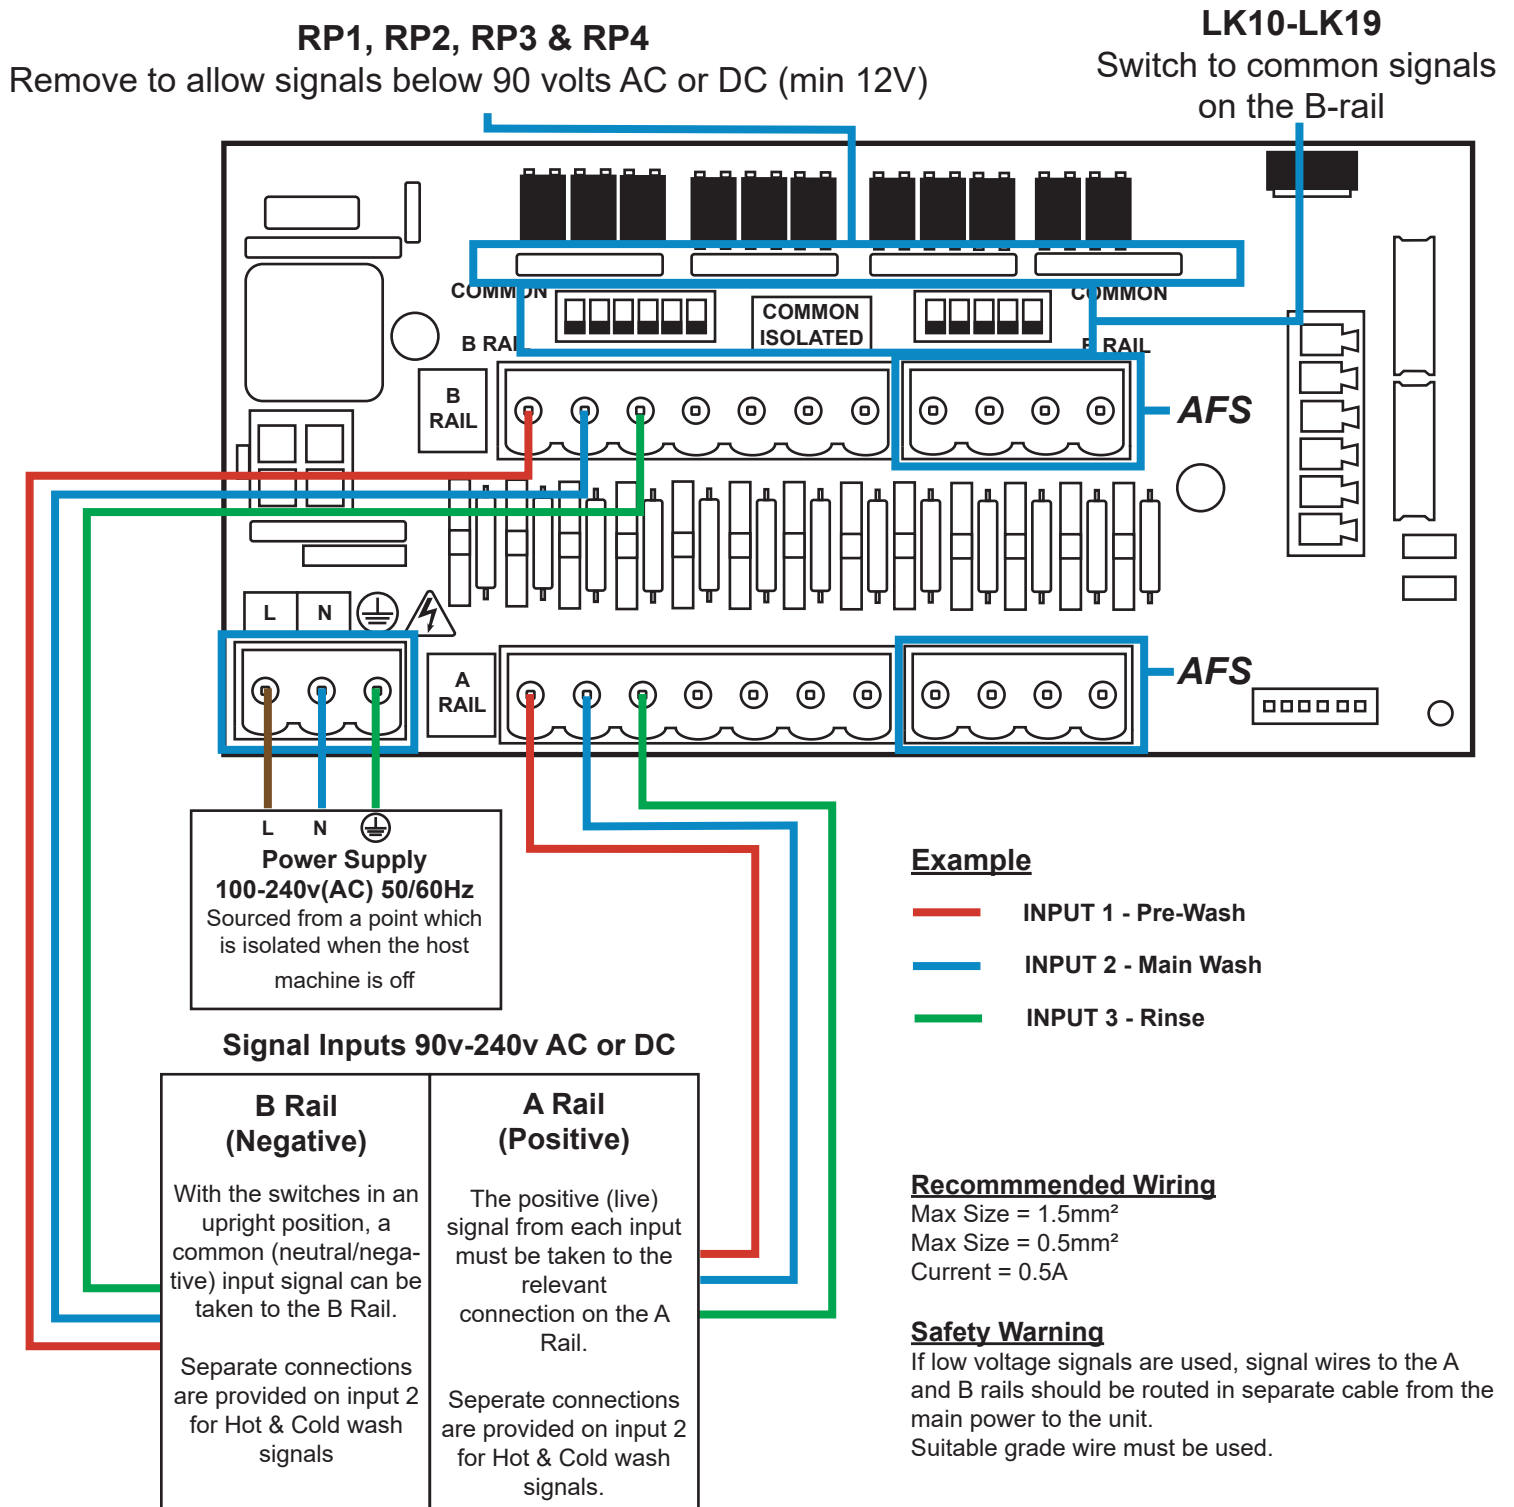 RP1, RP2, RP3 & RP4
Remove to allow signals below 90 volts AC or DC (min 12V)
LK10-LK19
Switch to common signals
on the B-rail
COMMON
COMMON
COMMON
ISOLATED
B RAIL
B RAIL
B
RAIL
AFS
L
N
A
RAIL
AFS
L
N
Power Supply
100-240v(AC) 50/60Hz
Sourced from a point which
is isolated when the host
machine is off
Example
INPUT 1 - Pre-Wash
INPUT 2 - Main Wash
INPUT 3 - Rinse
Signal Inputs 90v-240v AC or DC
B Rail
(Negative)
With the switches in an
upright position, a
common (neutral/nega-
tive) input signal can be
taken to the B Rail.
Separate connections
are provided on input 2
for Hot & Cold wash
signals
A Rail
(Positive)
The positive (live)
signal from each input
must be taken to the
relevant
connection on the A
Rail.
Seperate connections
are provided on input 2
for Hot & Cold wash
signals.
Recommmended Wiring
Max Size = 1.5mm²
Max Size = 0.5mm²
Current = 0.5A
Safety Warning
If low voltage signals are used, signal wires to the A
and B rails should be routed in separate cable from the
main power to the unit.
Suitable grade wire must be used.